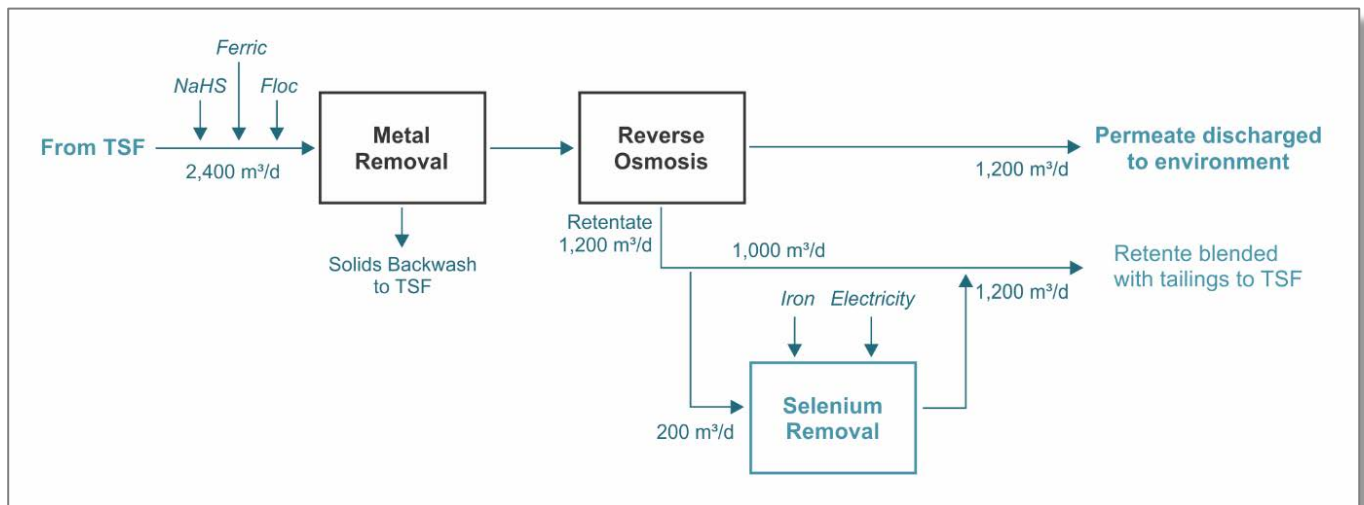 Ferric
NaHS
Floc
From TSF
2,400 m³/d
Metal
Removal
Reverse
Osmosis
Permeate discharged
to environment
1,200 m³/d
Solids Backwash
to TSF
Retentate
1,200 m³/d
1,000 m³/d
Retente blended
with tailings to TSF
1,200 m³/d
Iron
Electricity
200 m³/d
Selenium
Removal